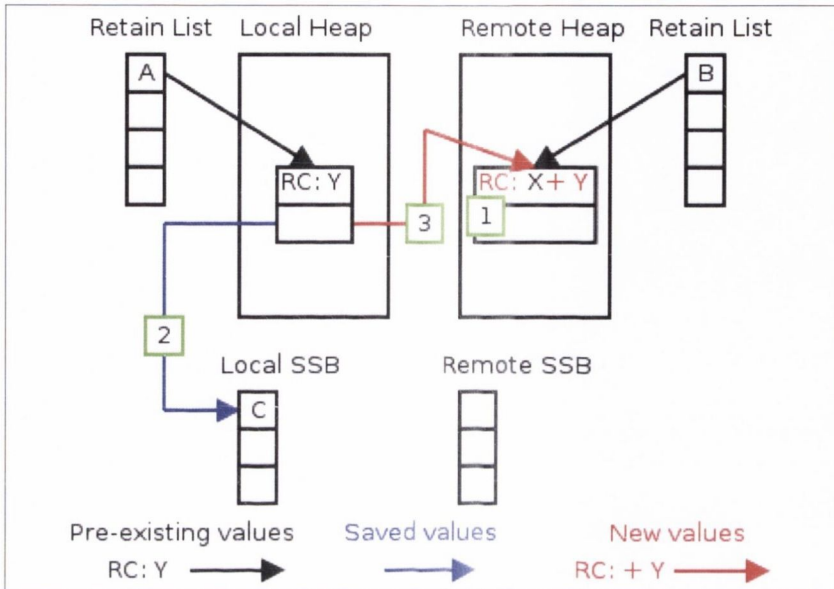 Retain List Local Heap Remote Heap Retain List
A B
RC: Y RC: X + Y
1
3
2
Local SSB Remote SSB
C
Pre-existing values Saved values New values
RC: Y RC: + Y